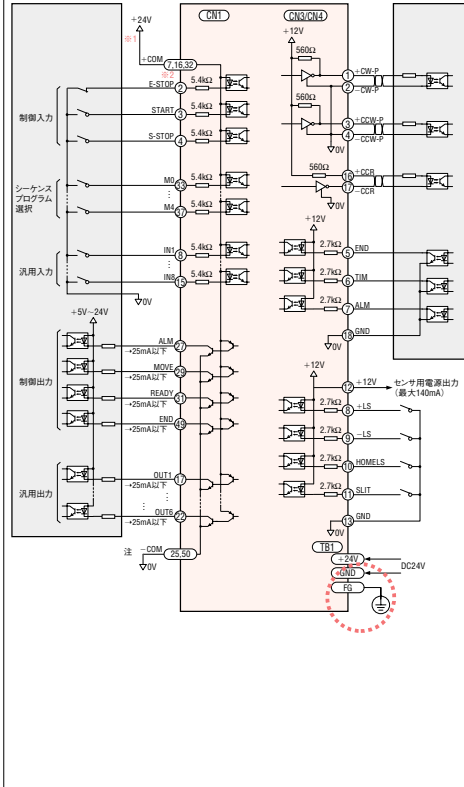 +24V
※1
CN1
CN3/CN4
+12V
+COM
7,16,32
※2
560Ω
制御入力
E-STOP
2
5.4kΩ
START
3
5.4kΩ
S-STOP
4
5.4kΩ
1
+CW-P
2
−CW-P
560Ω
3
+CCW-P
4
−CCW-P
0V
シーケンス
プログラム
選択
M0
33
5.4kΩ
⋮
M4
37
5.4kΩ
560Ω
16
+CCR
17
−CCR
0V
汎用入力
IN1
8
5.4kΩ
⋮
IN8
15
5.4kΩ
0V
+12V
2.7kΩ
5
END
2.7kΩ
6
TIM
2.7kΩ
7
ALM
18
GND
0V
+5V~24V
制御出力
ALM
27
→25mA以下
MOVE
29
→25mA以下
READY
31
→25mA以下
END
49
→25mA以下
+12V
12
+12V
センサ用電源出力
(最大140mA)
2.7kΩ
8
+LS
2.7kΩ
9
−LS
2.7kΩ
10
HOMELS
2.7kΩ
11
SLIT
13
GND
0V
汎用出力
OUT1
17
→25mA以下
⋮
OUT6
22
→25mA以下
注
−COM
25,50
0V
TB1
+24V
GND
DC24V
FG